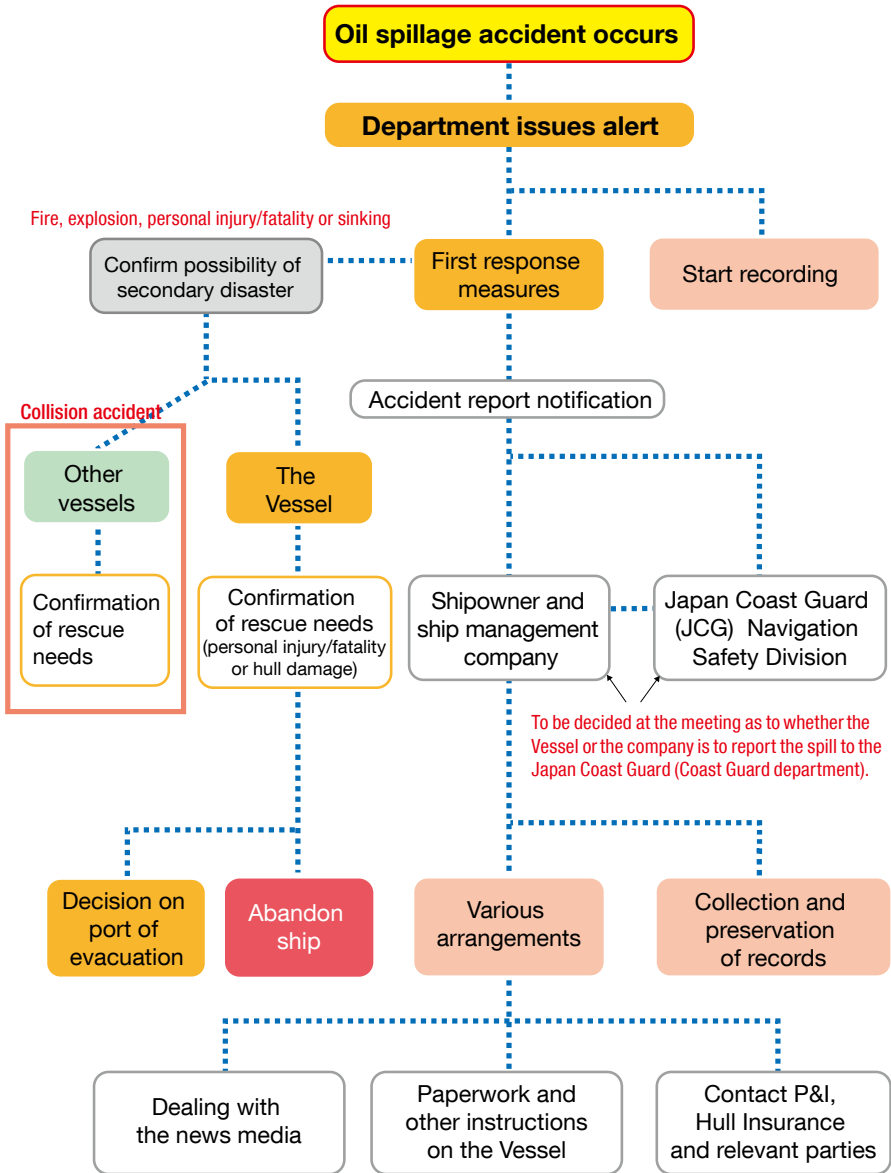 Oil spillage accident occurs
Department issues alert
Fire, explosion, personal injury/fatality or sinking
Confirm possibility of
secondary disaster
First response
measures
Start recording
Accident report notification
Collision accident
Other
vessels
The
Vessel
Confirmation
of rescue
needs
Confirmation
of rescue needs
(personal injury/fatality
or hull damage)
Shipowner and
ship management
company
Japan Coast Guard
(JCG) Navigation
Safety Division
To be decided at the meeting as to whether the
Vessel or the company is to report the spill to the
Japan Coast Guard (Coast Guard department).
Decision on
port of
evacuation
Abandon
ship
Various
arrangements
Collection and
preservation
of records
Dealing with
the news media
Paperwork and
other instructions
on the Vessel
Contact P&I,
Hull Insurance
and relevant parties